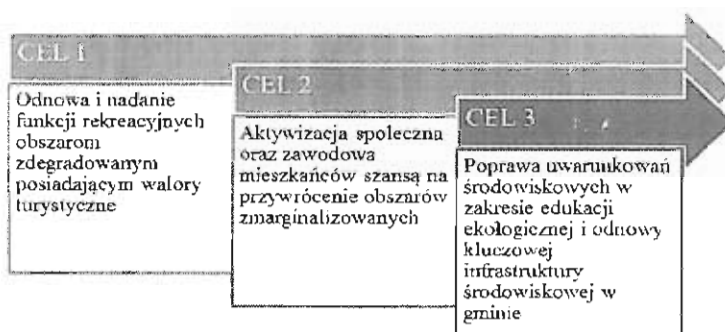 CEL 1
Odnowa i nadanie
funkcji rekreacyjnych
obszarom
zdegradowanym
posiadającym walory
turystyczne
CEL 2
Aktywizacja społeczna
oraz zawodowa
mieszkańców szansą na
przywrócenie obszarów
zmarginalizowanych
CEL 3
Poprawa uwarunkowań
środowiskowych w
zakresie edukacji
ekologicznej i odnowy
kluczowej
infrastruktury
środowiskowej w
gminie